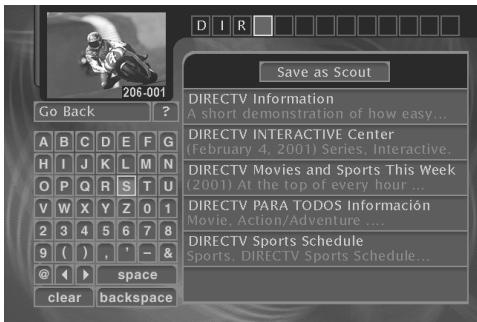 D I R
206-001
Go Back ?
A B C D E F G
H I J K L M N
O P Q R S T U
V W X Y Z 0 1
2 3 4 5 6 7 8
9 ( ) , ' – &
@ space
clear backspace
Save as Scout
DIRECTV Information
A short demonstration of how easy...
DIRECTV INTERACTIVE Center
(February 4, 2001) Series, Interactive.
DIRECTV Movies and Sports This Week
(2001) At the top of every hour ...
DIRECTV PARA TODOS Información
Movie, Action/Adventure ....
DIRECTV Sports Schedule
Sports. DIRECTV Sports Schedule...